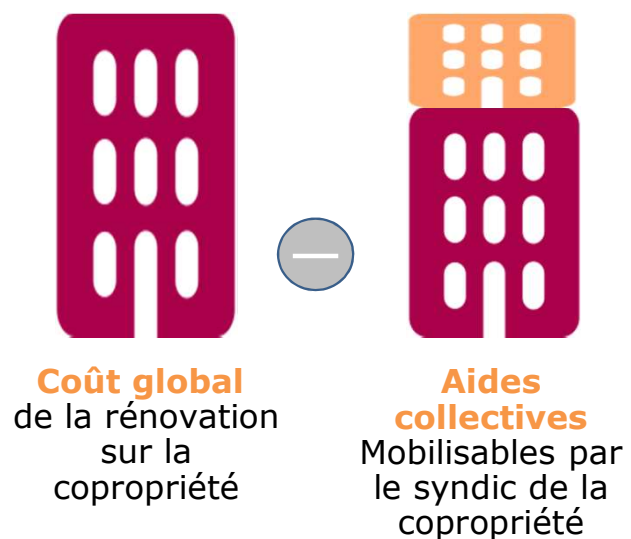 Coût global
de la rénovation
sur la
copropriété
Aides
collectives
Mobilisables par
le syndic de la
copropriété